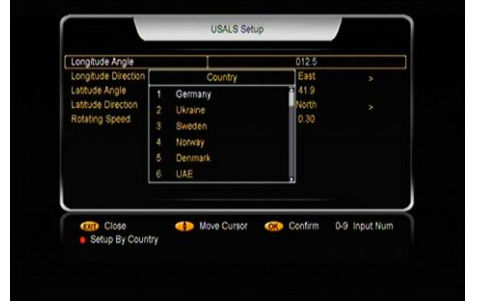 USALS Setup
Longitude Angle 012.5
Longitude Direction East >
Latitude Angle 41.9
Latitude Direction North >
Rotating Speed 0.30
Country
1 Germany
2 Ukraine
3 Sweden
4 Norway
5 Denmark
6 UAE
EXIT Close Move Cursor OK Confirm 0-9 Input Num
Setup By Country